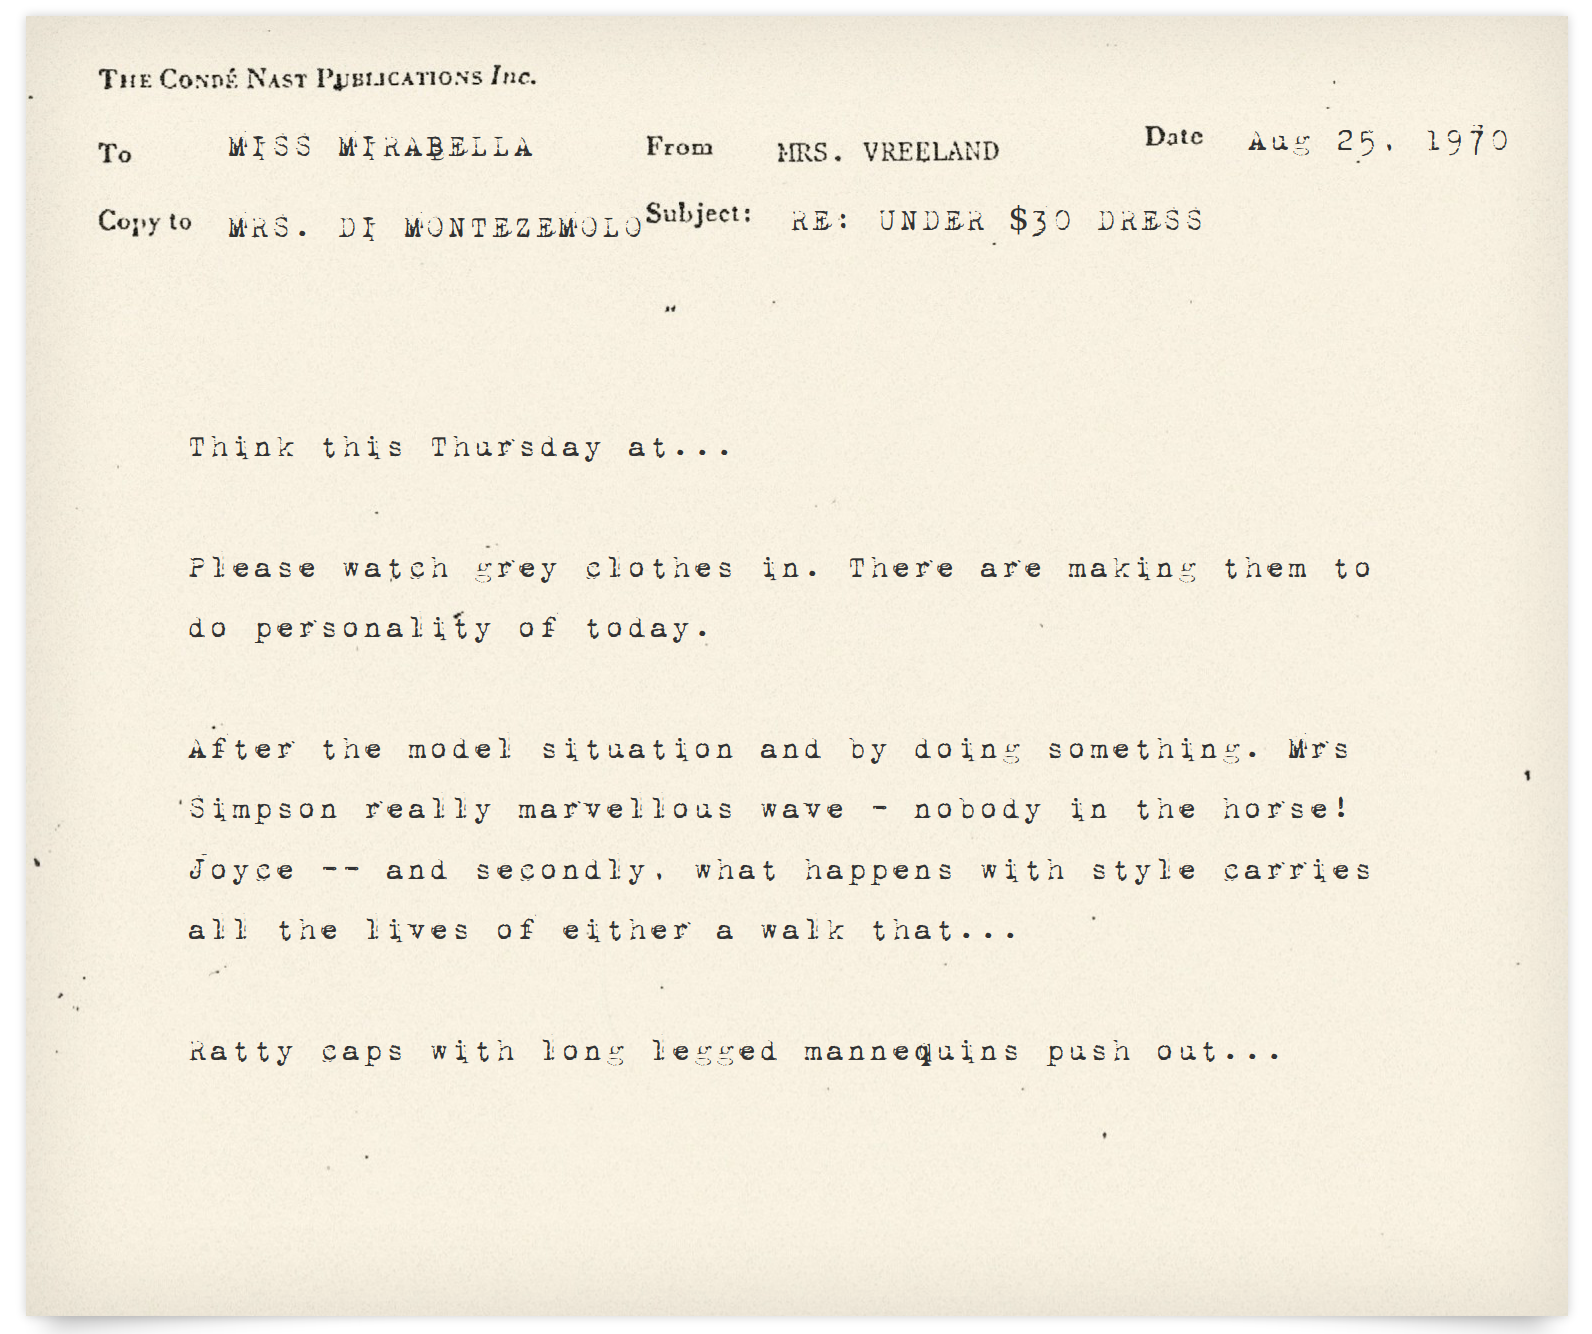 THE CONDÉ NAST PUBLICATIONS Inc.
To MISS MIRABELLA From MRS. VREELAND Date Aug 25, 1970
Copy to MRS. DI MONTEZEMOLO Subject: RE: UNDER $30 DRESS
Think this Thursday at...
Please watch grey clothes in. There are making them to
do personality of today.
After the model situation and by doing something. Mrs
Simpson really marvellous wave - nobody in the horse!
Joyce -- and secondly, what happens with style carries
all the lives of either a walk that...
Ratty caps with long legged mannequins push out...